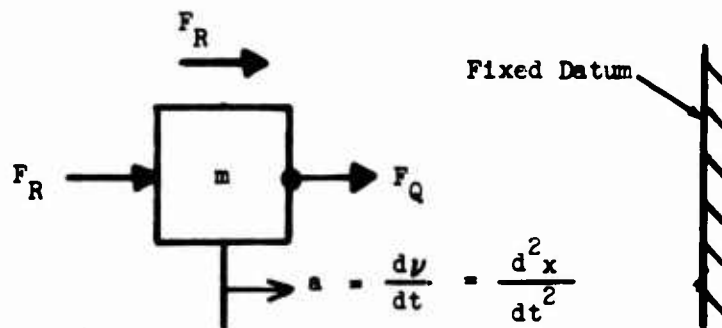 F_R
Fixed Datum
F_R m F_Q
a = dν/dt = d²x/dt²